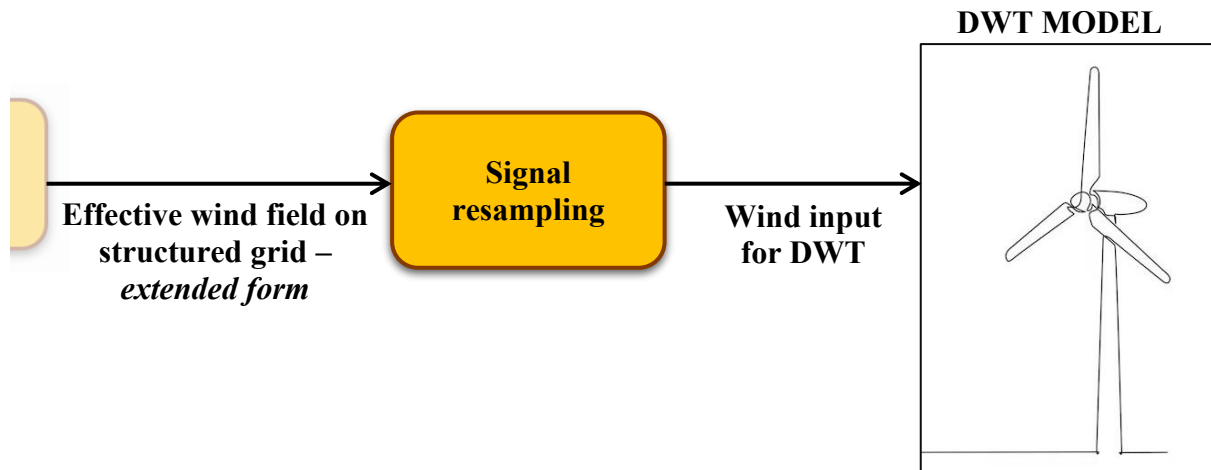 DWT MODEL
Effective wind field on
structured grid –
extended form
Signal
resampling
Wind input
for DWT